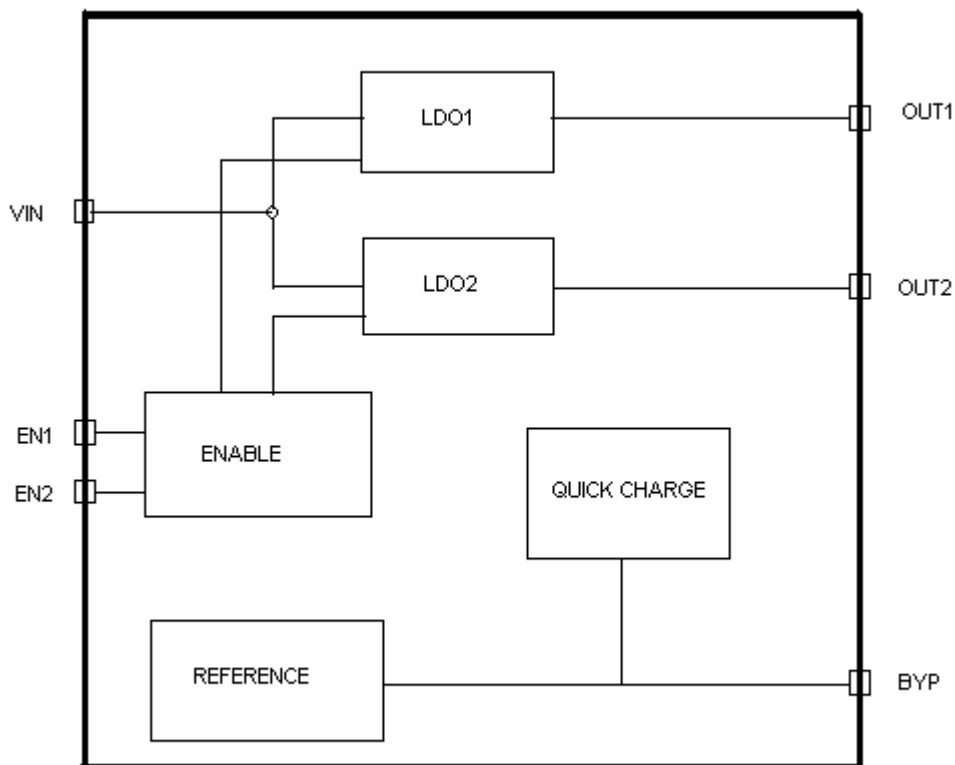 LDO1
OUT1
VIN
LDO2
OUT2
EN1
ENABLE
EN2
QUICK CHARGE
REFERENCE
BYP